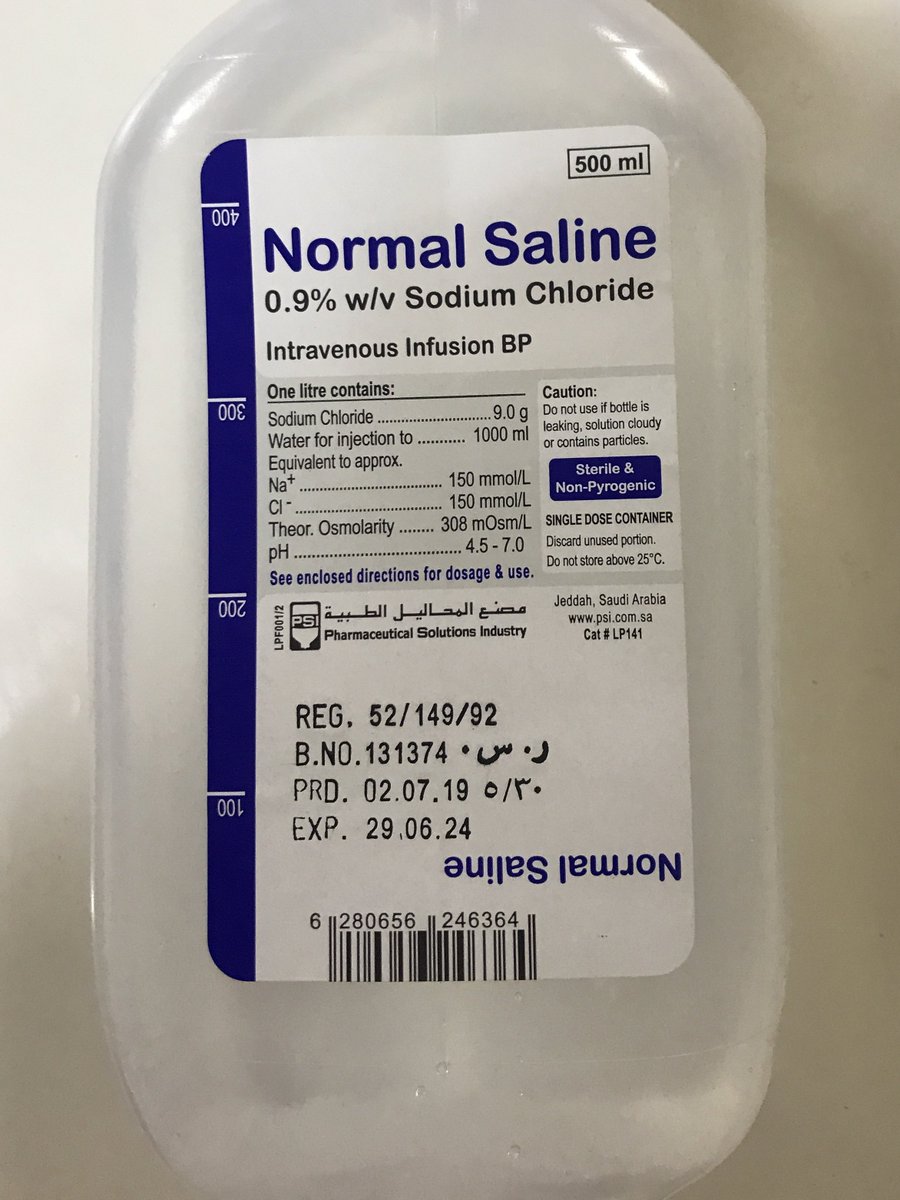 500 ml
400
Normal Saline
0.9% w/v Sodium Chloride
Intravenous Infusion BP
One litre contains:
Sodium Chloride ............................ 9.0 g
Water for injection to ........... 1000 ml
Equivalent to approx.
Na+ ................................... 150 mmol/L
Cl - .................................... 150 mmol/L
Theor. Osmolarity ........ 308 mOsm/L
pH ..................................... 4.5 - 7.0
See enclosed directions for dosage & use.
Caution:
Do not use if bottle is
leaking, solution cloudy
or contains particles.
Sterile &
Non-Pyrogenic
SINGLE DOSE CONTAINER
Discard unused portion.
Do not store above 25°C.
300
200
LPF001/2
PSI
مصنع المحاليل الطبية
Pharmaceutical Solutions Industry
Jeddah, Saudi Arabia
www.psi.com.sa
Cat # LP141
REG. 52/149/92
B.NO.131374 ر.س.
PRD. 02.07.19 ٥/٣٠
EXP. 29.06.24
100
Normal Saline
6 280656 246364